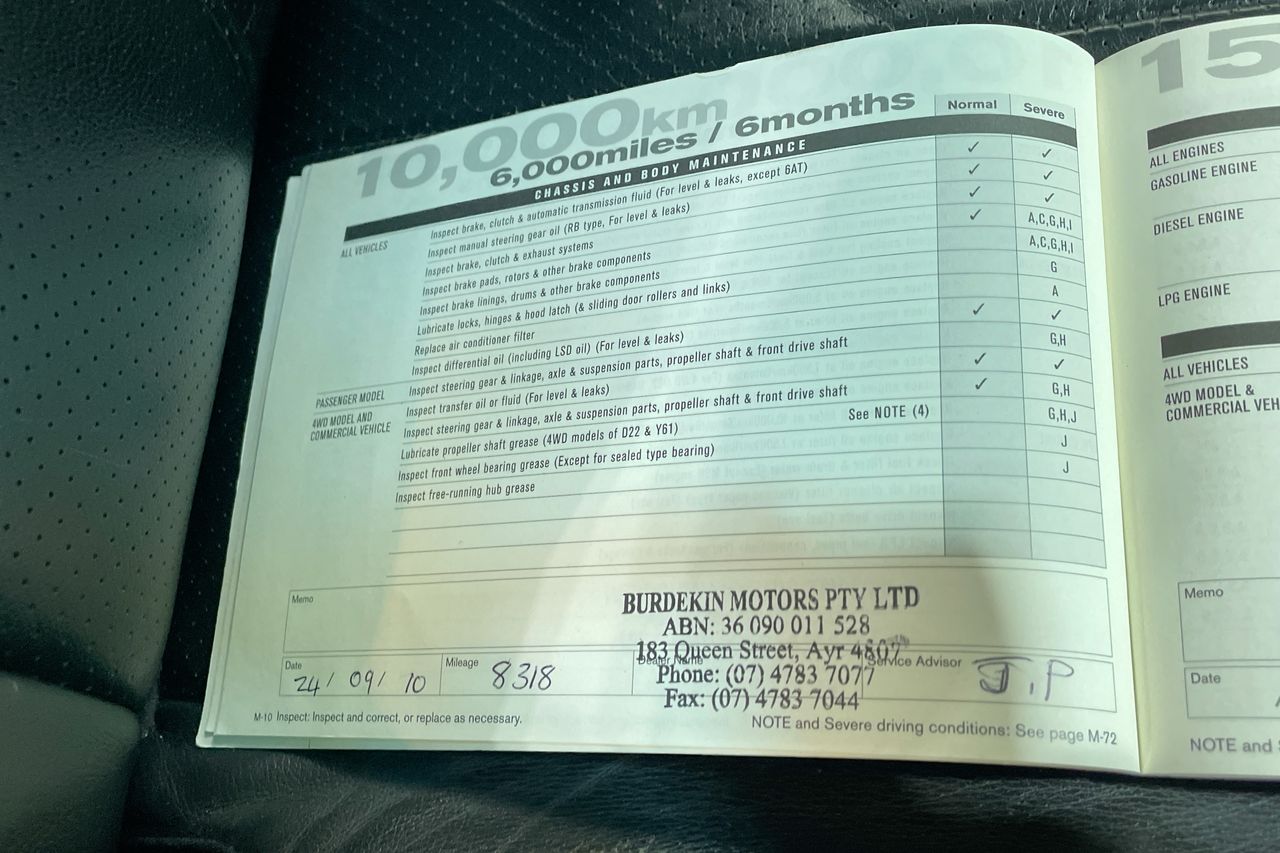 10,000km
6,000miles / 6months
Normal
Severe
CHASSIS AND BODY MAINTENANCE
ALL VEHICLES
Inspect brake, clutch & automatic transmission fluid (For level & leaks, except 6AT) ✓ ✓
Inspect manual steering gear oil (RB type, For level & leaks) ✓ ✓
Inspect brake, clutch & exhaust systems ✓ ✓
Inspect brake pads, rotors & other brake components ✓ A,C,G,H,I
Inspect brake linings, drums & other brake components A,C,G,H,I
Lubricate locks, hinges & hood latch (& sliding door rollers and links) G
Replace air conditioner filter A
Inspect differential oil (including LSD oil) (For level & leaks) ✓ ✓
PASSENGER MODEL
Inspect steering gear & linkage, axle & suspension parts, propeller shaft & front drive shaft G,H
4WD MODEL AND
COMMERCIAL VEHICLE
Inspect transfer oil or fluid (For level & leaks) ✓ ✓
Inspect steering gear & linkage, axle & suspension parts, propeller shaft & front drive shaft ✓ G,H
Lubricate propeller shaft grease (4WD models of D22 & Y61) See NOTE (4) G,H,J
Inspect front wheel bearing grease (Except for sealed type bearing) J
Inspect free-running hub grease J
Memo
BURDEKIN MOTORS PTY LTD
ABN: 36 090 011 528
183 Queen Street, Ayr 4807
Phone: (07) 4783 7077
Fax: (07) 4783 7044
Date
24/ 09/ 10
Mileage
8318
Dealer Name
Service Advisor
J.P
M-10 Inspect: Inspect and correct, or replace as necessary.
NOTE and Severe driving conditions: See page M-72
15
ALL ENGINES
GASOLINE ENGINE
DIESEL ENGINE
LPG ENGINE
ALL VEHICLES
4WD MODEL &
COMMERCIAL VEH
Memo
Date
NOTE and